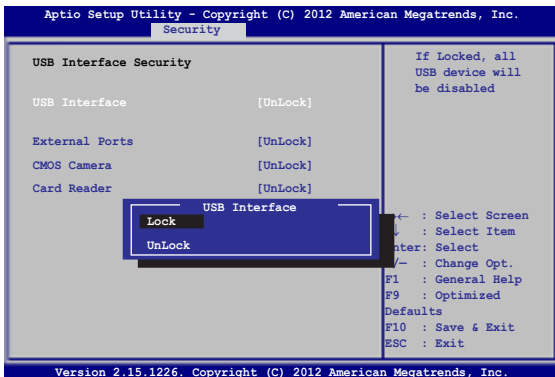 Aptio Setup Utility - Copyright (C) 2012 American Megatrends, Inc.
Security
USB Interface Security
USB Interface [UnLock]
External Ports [UnLock]
CMOS Camera [UnLock]
Card Reader [UnLock]
USB Interface
Lock
UnLock
If Locked, all
USB device will
be disabled
→← : Select Screen
↓ : Select Item
nter: Select
/— : Change Opt.
F1 : General Help
F9 : Optimized
Defaults
F10 : Save & Exit
ESC : Exit
Version 2.15.1226. Copyright (C) 2012 American Megatrends, Inc.